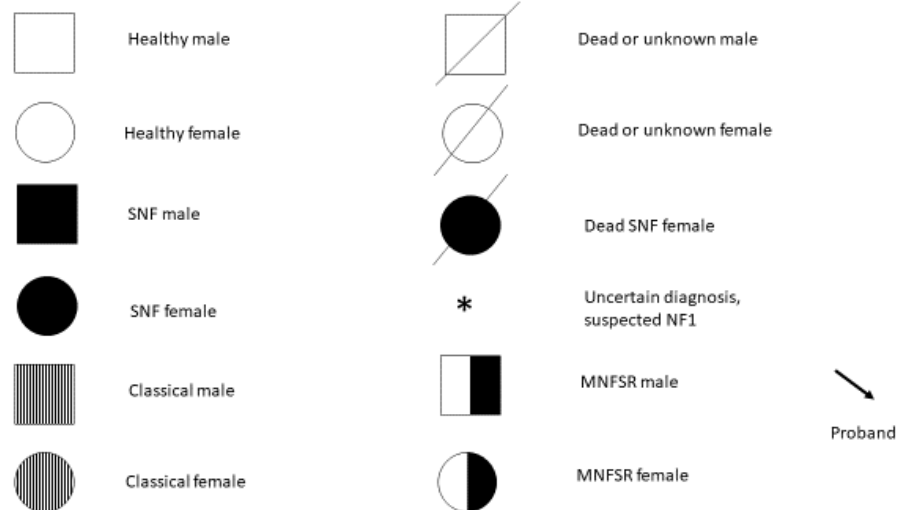 Healthy male
Healthy female
SNF male
SNF female
Classical male
Classical female
Dead or unknown male
Dead or unknown female
Dead SNF female
*
Uncertain diagnosis,
suspected NF1
MNFSR male
MNFSR female
Proband